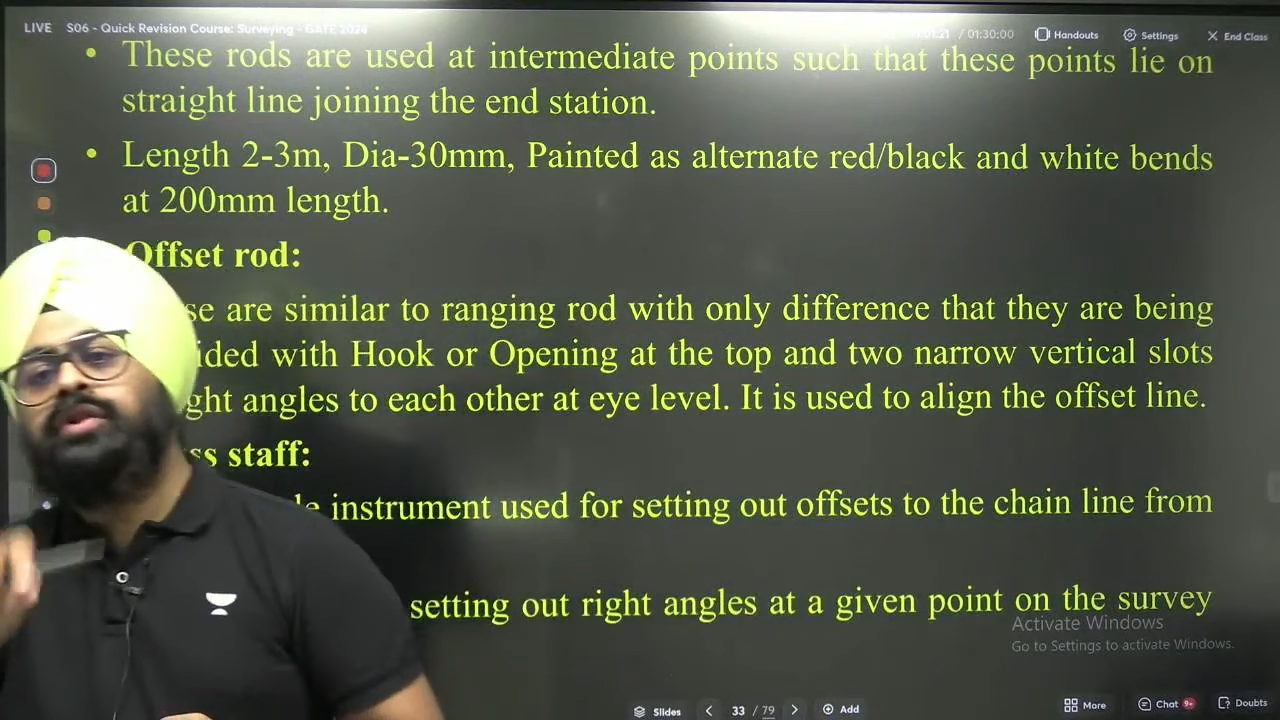 LIVE S06 - Quick Revision Course: Surveying - GATE 2024
/ 01:30:00 Handouts Settings End Class
• These rods are used at intermediate points such that these points lie on
straight line joining the end station.
• Length 2-3m, Dia-30mm, Painted as alternate red/black and white bends
at 200mm length.
Offset rod:
se are similar to ranging rod with only difference that they are being
ided with Hook or Opening at the top and two narrow vertical slots
ght angles to each other at eye level. It is used to align the offset line.
ss staff:
le instrument used for setting out offsets to the chain line from
setting out right angles at a given point on the survey
Activate Windows
Go to Settings to activate Windows.
Slides 33 / 79 Add More Chat 9+ Doubts